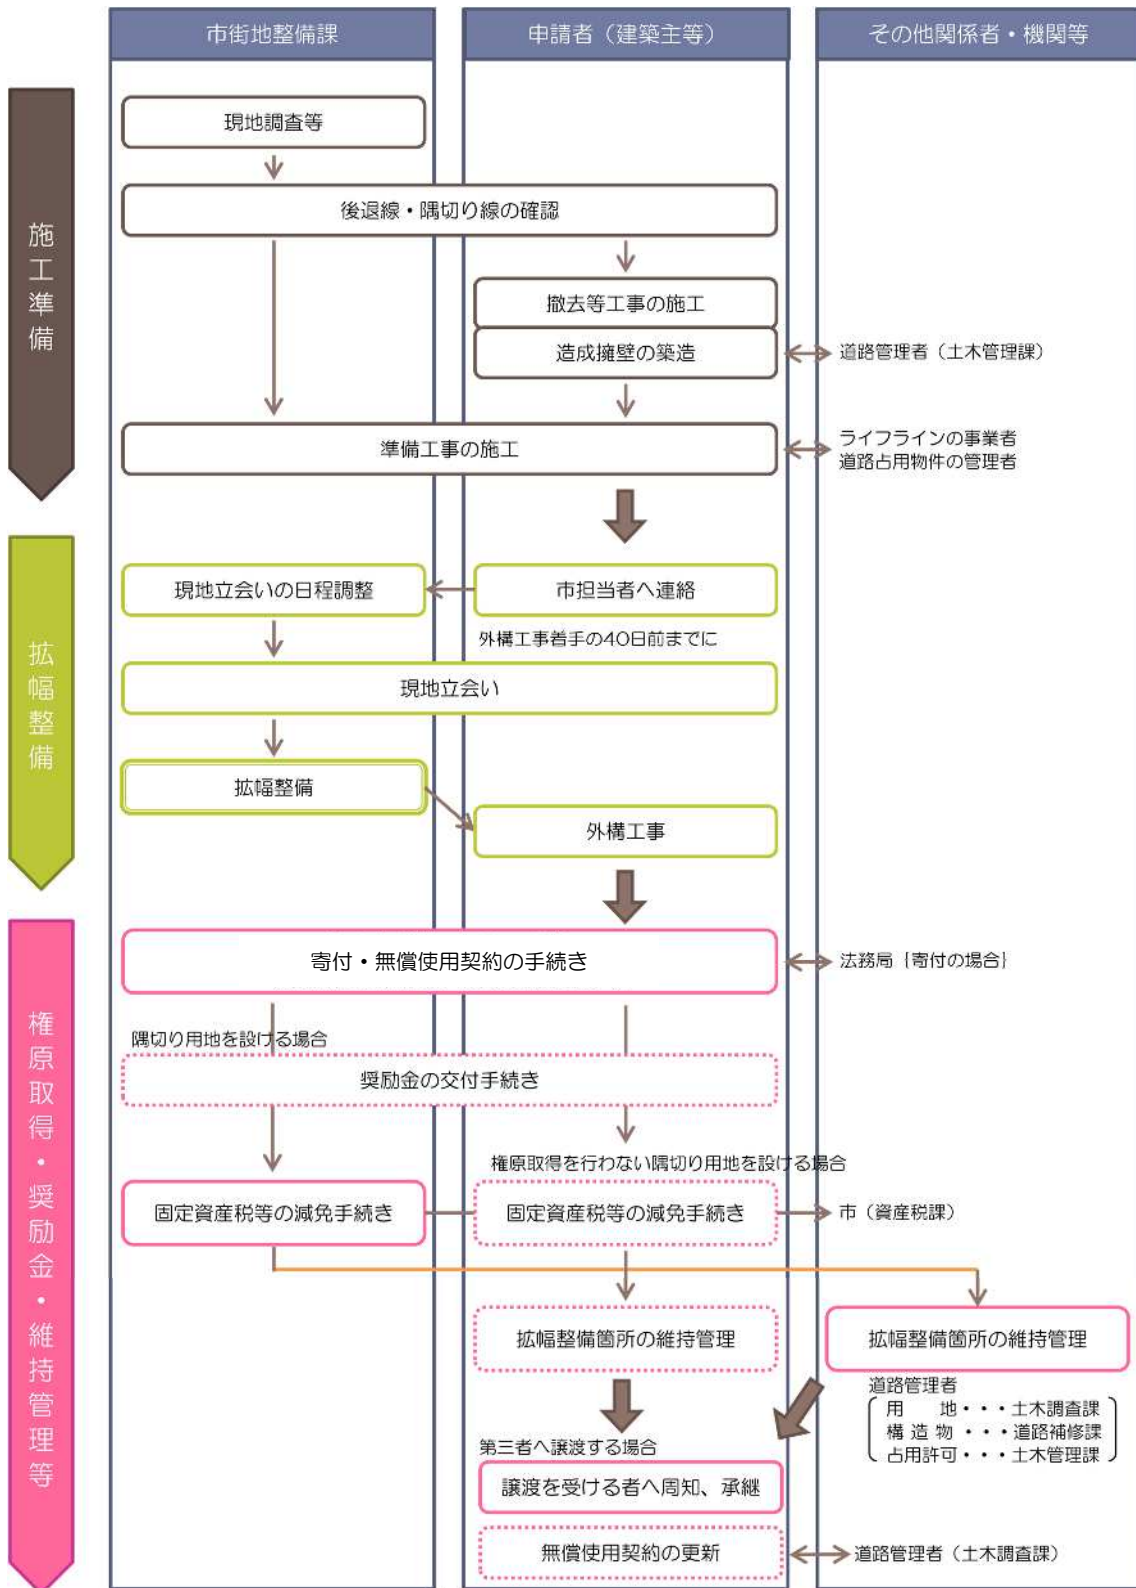 市街地整備課
申請者（建築主等）
その他関係者・機関等
施工準備
現地調査等
後退線・隅切り線の確認
撤去等工事の施工
造成擁壁の築造
道路管理者（土木管理課）
準備工事の施工
ライフラインの事業者
道路占用物件の管理者
拡幅整備
現地立会いの日程調整
市担当者へ連絡
外構工事着手の40日前までに
現地立会い
拡幅整備
外構工事
権原取得・奨励金・維持管理等
寄付・無償使用契約の手続き
法務局｛寄付の場合｝
隅切り用地を設ける場合
奨励金の交付手続き
権原取得を行わない隅切り用地を設ける場合
固定資産税等の減免手続き
固定資産税等の減免手続き
市（資産税課）
拡幅整備箇所の維持管理
拡幅整備箇所の維持管理
道路管理者
用　　地・・・土木調査課
構 造 物 ・・・道路補修課
占用許可・・・土木管理課
第三者へ譲渡する場合
譲渡を受ける者へ周知、承継
無償使用契約の更新
道路管理者（土木調査課）